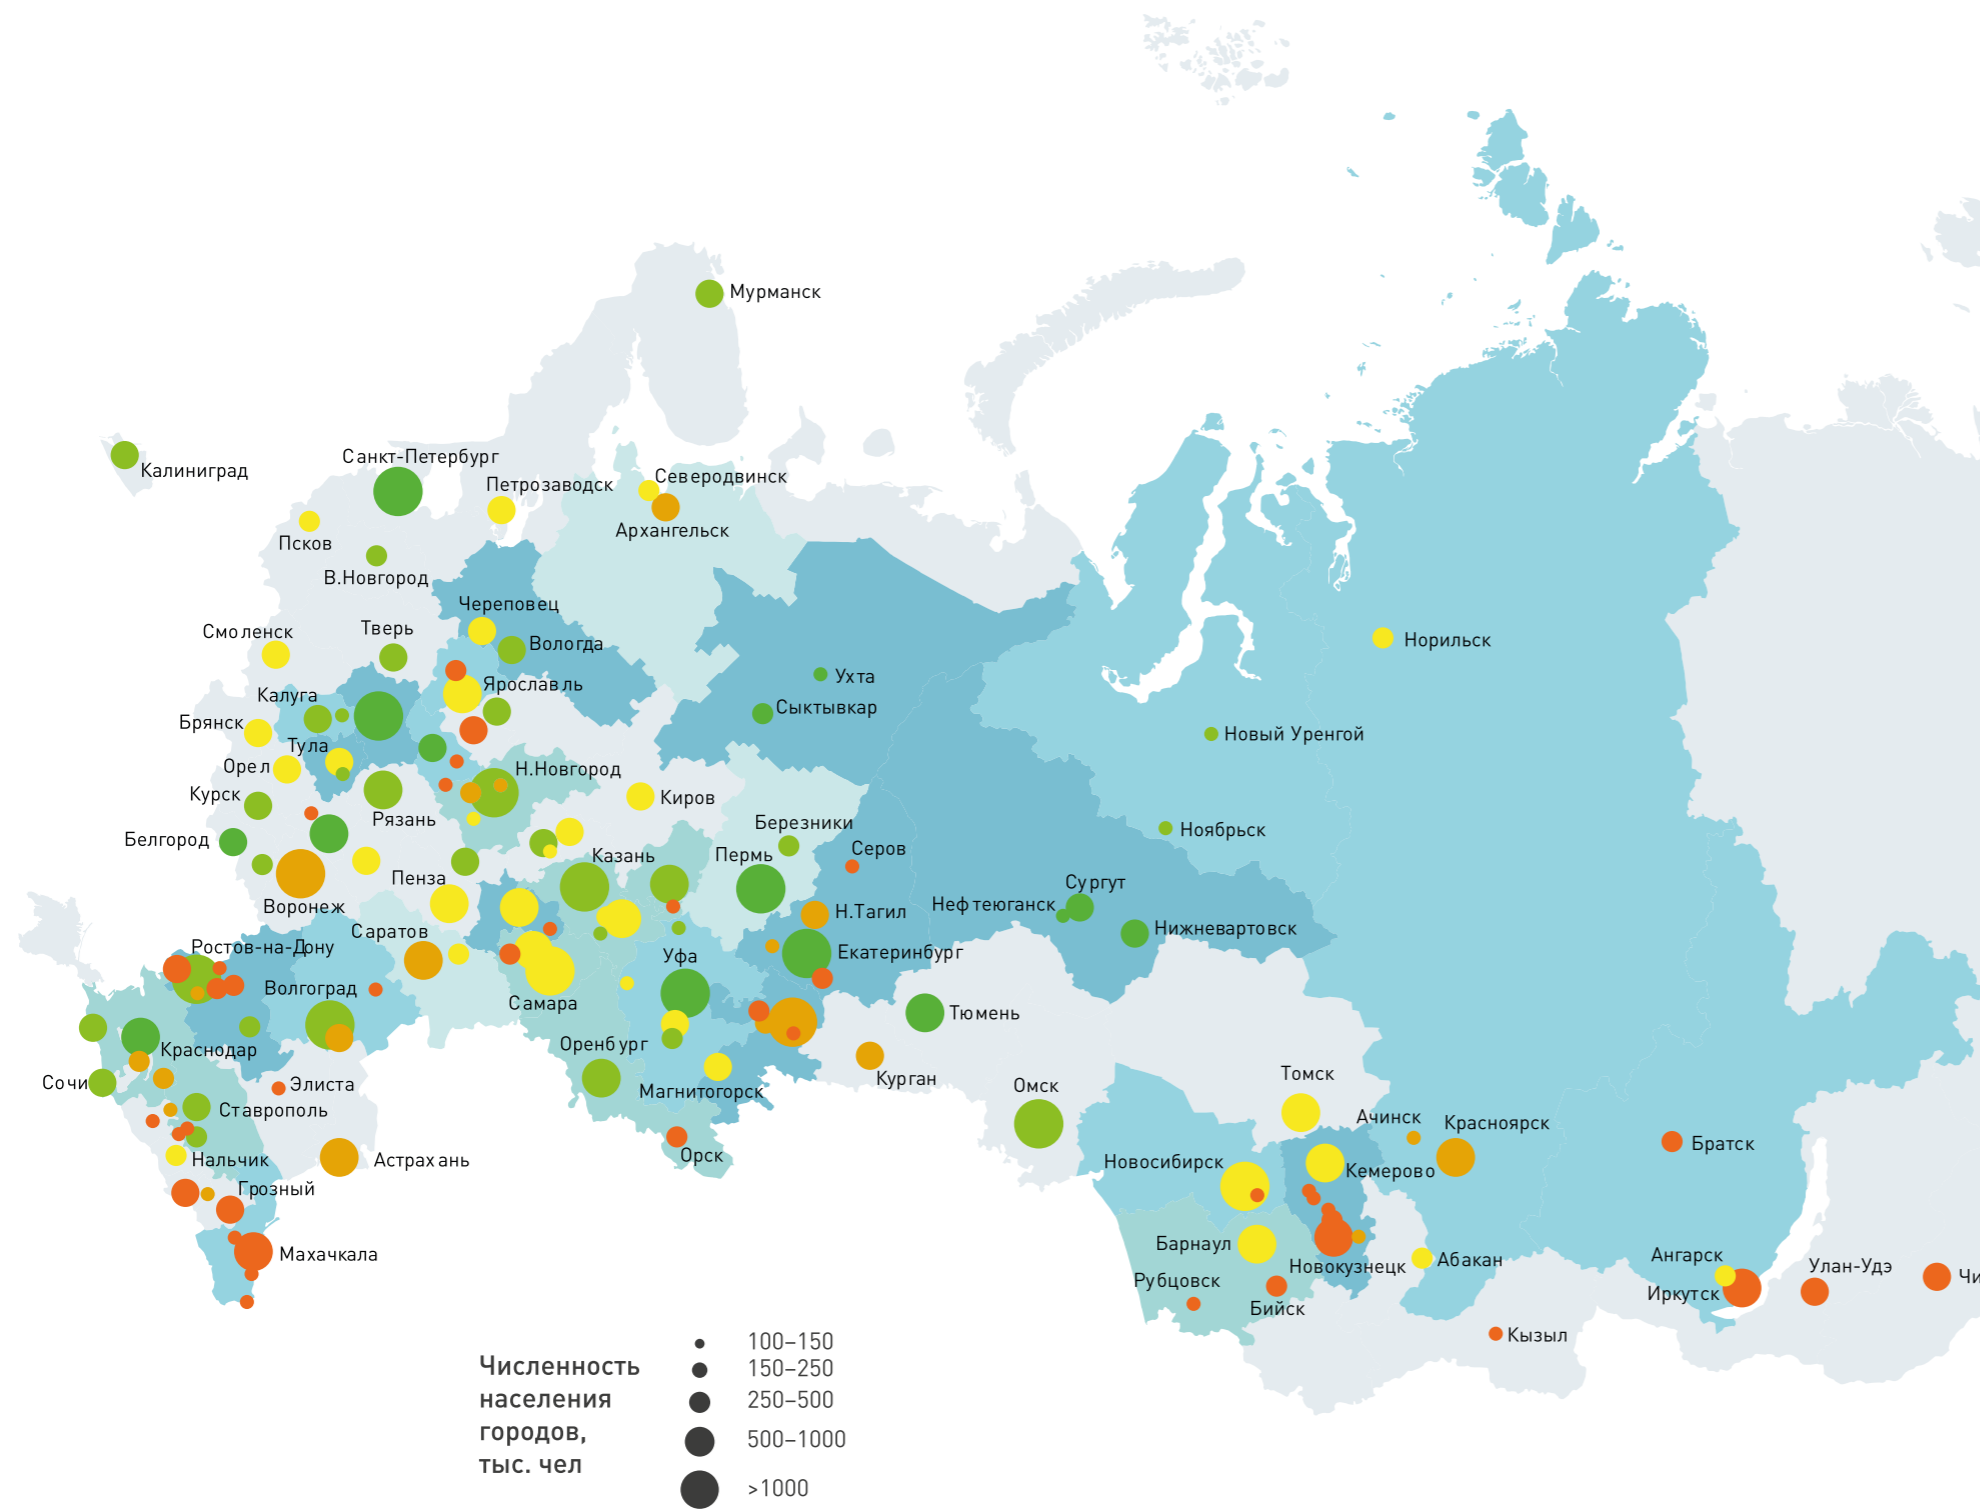 Мурманск
Санкт-Петербург
Калиниград
Северодвинск
Петрозаводск
Архангельск
Псков
В.Новгород
Череповец
Смоленск
Тверь
Вологда
Норильск
Ухта
Калуга
Ярославль
Сыктывкар
Брянск
Новый Уренгой
Тула
Орел
Н.Новгород
Курск
Киров
Рязань
Березники
Ноябрьск
Белгород
Казань
Пермь
Серов
Пенза
Сургут
Нефтеюганск
Воронеж
Н.Тагил
Саратов
Нижневартовск
Ростов-на-Дону
Уфа
Екатеринбург
Волгоград
Самара
Тюмень
Краснодар
Оренбург
Сочи
Элиста
Магнитогорск
Курган
Омск
Томск
Ставрополь
Ачинск
Красноярск
Братск
Нальчик
Астрахань
Орск
Новосибирск
Кемерово
Грозный
Махачкала
Барнаул
Новокузнецк
Абакан
Ангарск
Улан-Удэ
Чи
Рубцовск
Иркутск
Бийск
Кызыл
Численность
населения
городов,
тыс. чел
100–150
150–250
250–500
500–1000
>1000